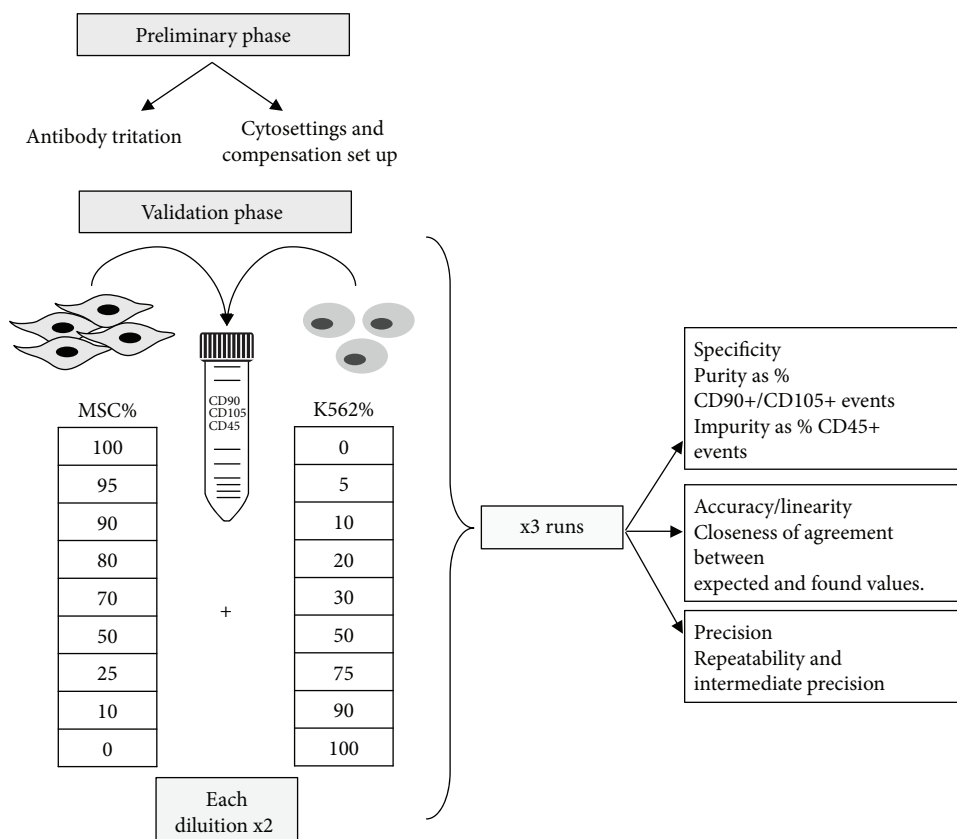 Preliminary phase
Antibody tritation
Cytosettings and
compensation set up
Validation phase
CD90
CD105
CD45
MSC%
100
95
90
80
70
50
25
10
0
+
K562%
0
5
10
20
30
50
75
90
100
Each
diluition x2
x3 runs
Specificity
Purity as %
CD90+/CD105+ events
Impurity as % CD45+
events
Accuracy/linearity
Closeness of agreement
between
expected and found values.
Precision
Repeatability and
intermediate precision